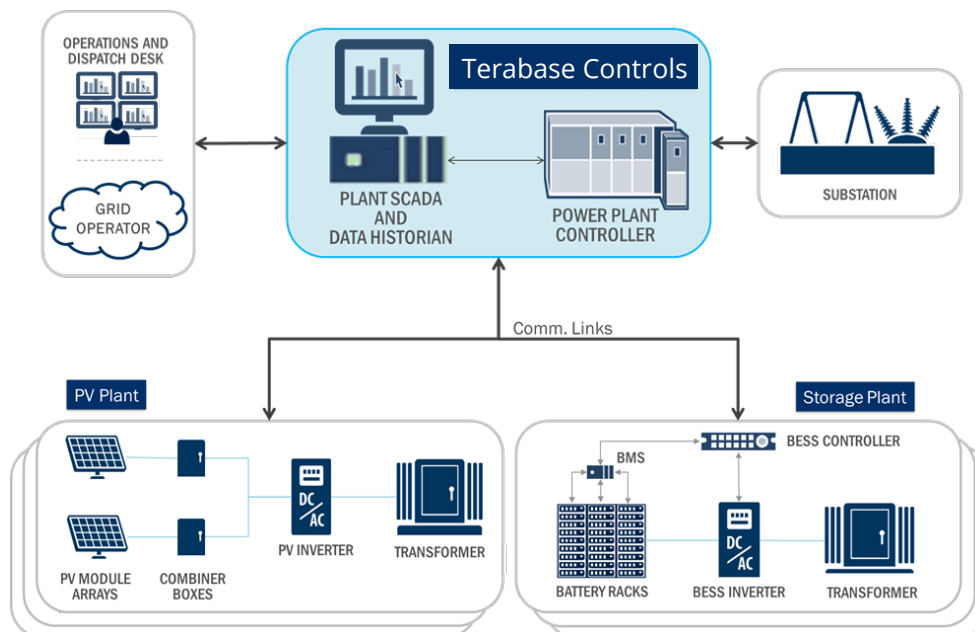 OPERATIONS AND
DISPATCH DESK
GRID
OPERATOR
Terabase Controls
PLANT SCADA
AND
DATA HISTORIAN
POWER PLANT
CONTROLLER
SUBSTATION
Comm. Links
PV Plant
PV MODULE
ARRAYS
COMBINER
BOXES
DC
AC
PV INVERTER
TRANSFORMER
Storage Plant
BESS CONTROLLER
BMS
BATTERY RACKS
DC
AC
BESS INVERTER
TRANSFORMER